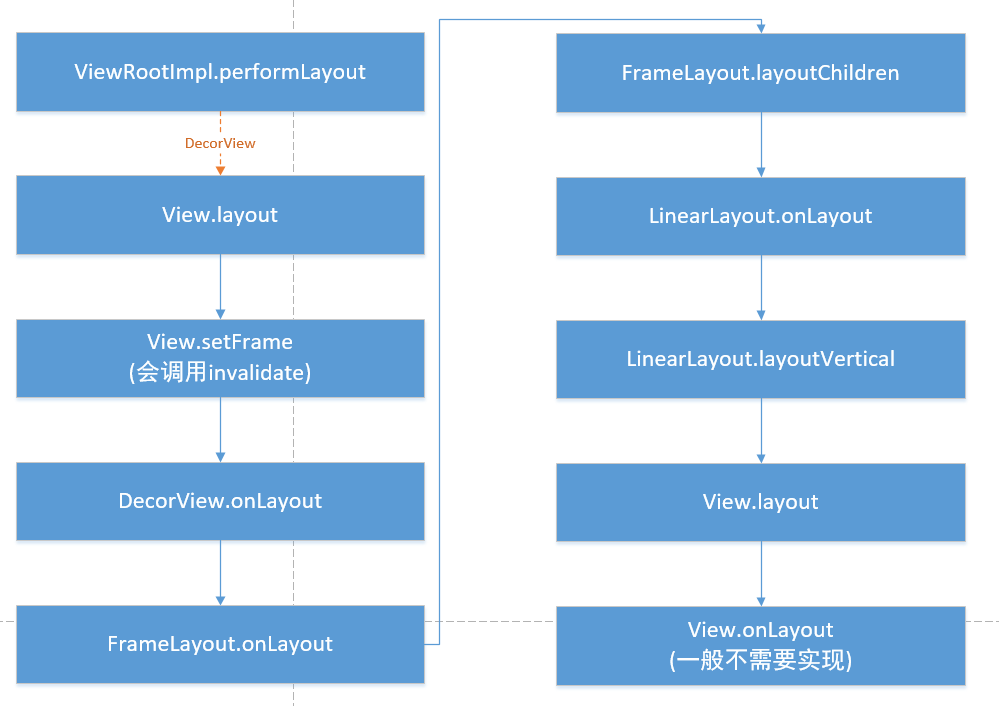 ViewRootImpl.performLayout
DecorView
View.layout
View.setFrame
(会调用invalidate)
DecorView.onLayout
FrameLayout.onLayout
FrameLayout.layoutChildren
LinearLayout.onLayout
LinearLayout.layoutVertical
View.layout
View.onLayout
(一般不需要实现)